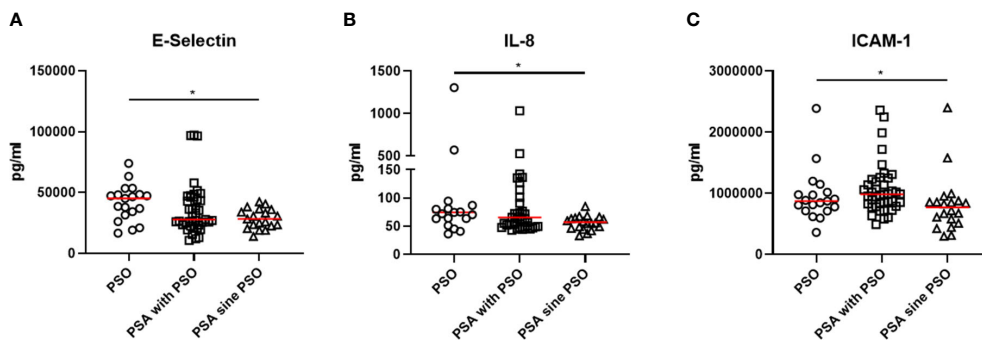 A
E-Selectin
150000
100000
50000
0
pg/ml
*
PSO
PSA with PSO
PSA sine PSO
B
IL-8
1500
1000
500
150
100
50
0
pg/ml
*
PSO
PSA with PSO
PSA sine PSO
C
ICAM-1
3000000
2000000
1000000
0
pg/ml
*
PSO
PSA with PSO
PSA sine PSO